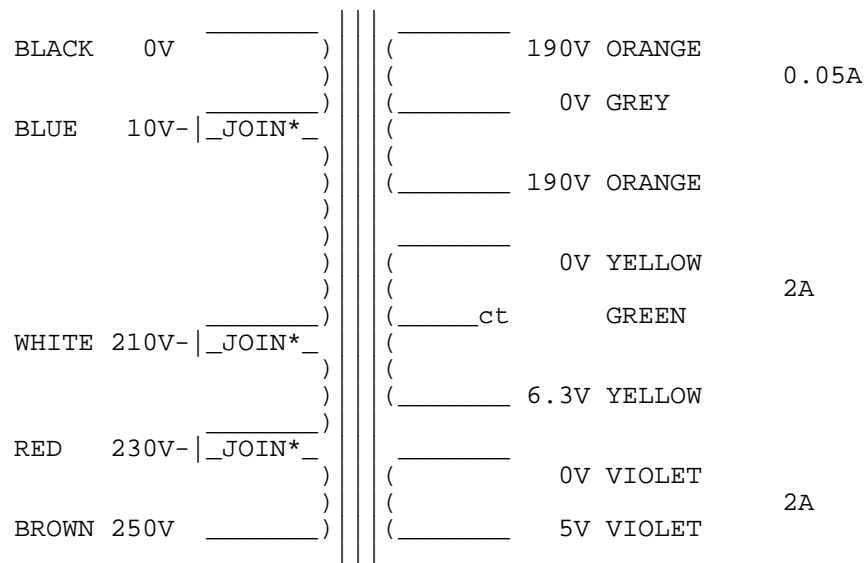 BLACK 0V 190V ORANGE
0.05A
0V GREY
BLUE 10V-|_JOIN*_
190V ORANGE
0V YELLOW
2A
ct GREEN
WHITE 210V-|_JOIN*_
6.3V YELLOW
RED 230V-|_JOIN*_
0V VIOLET
2A
BROWN 250V 5V VIOLET